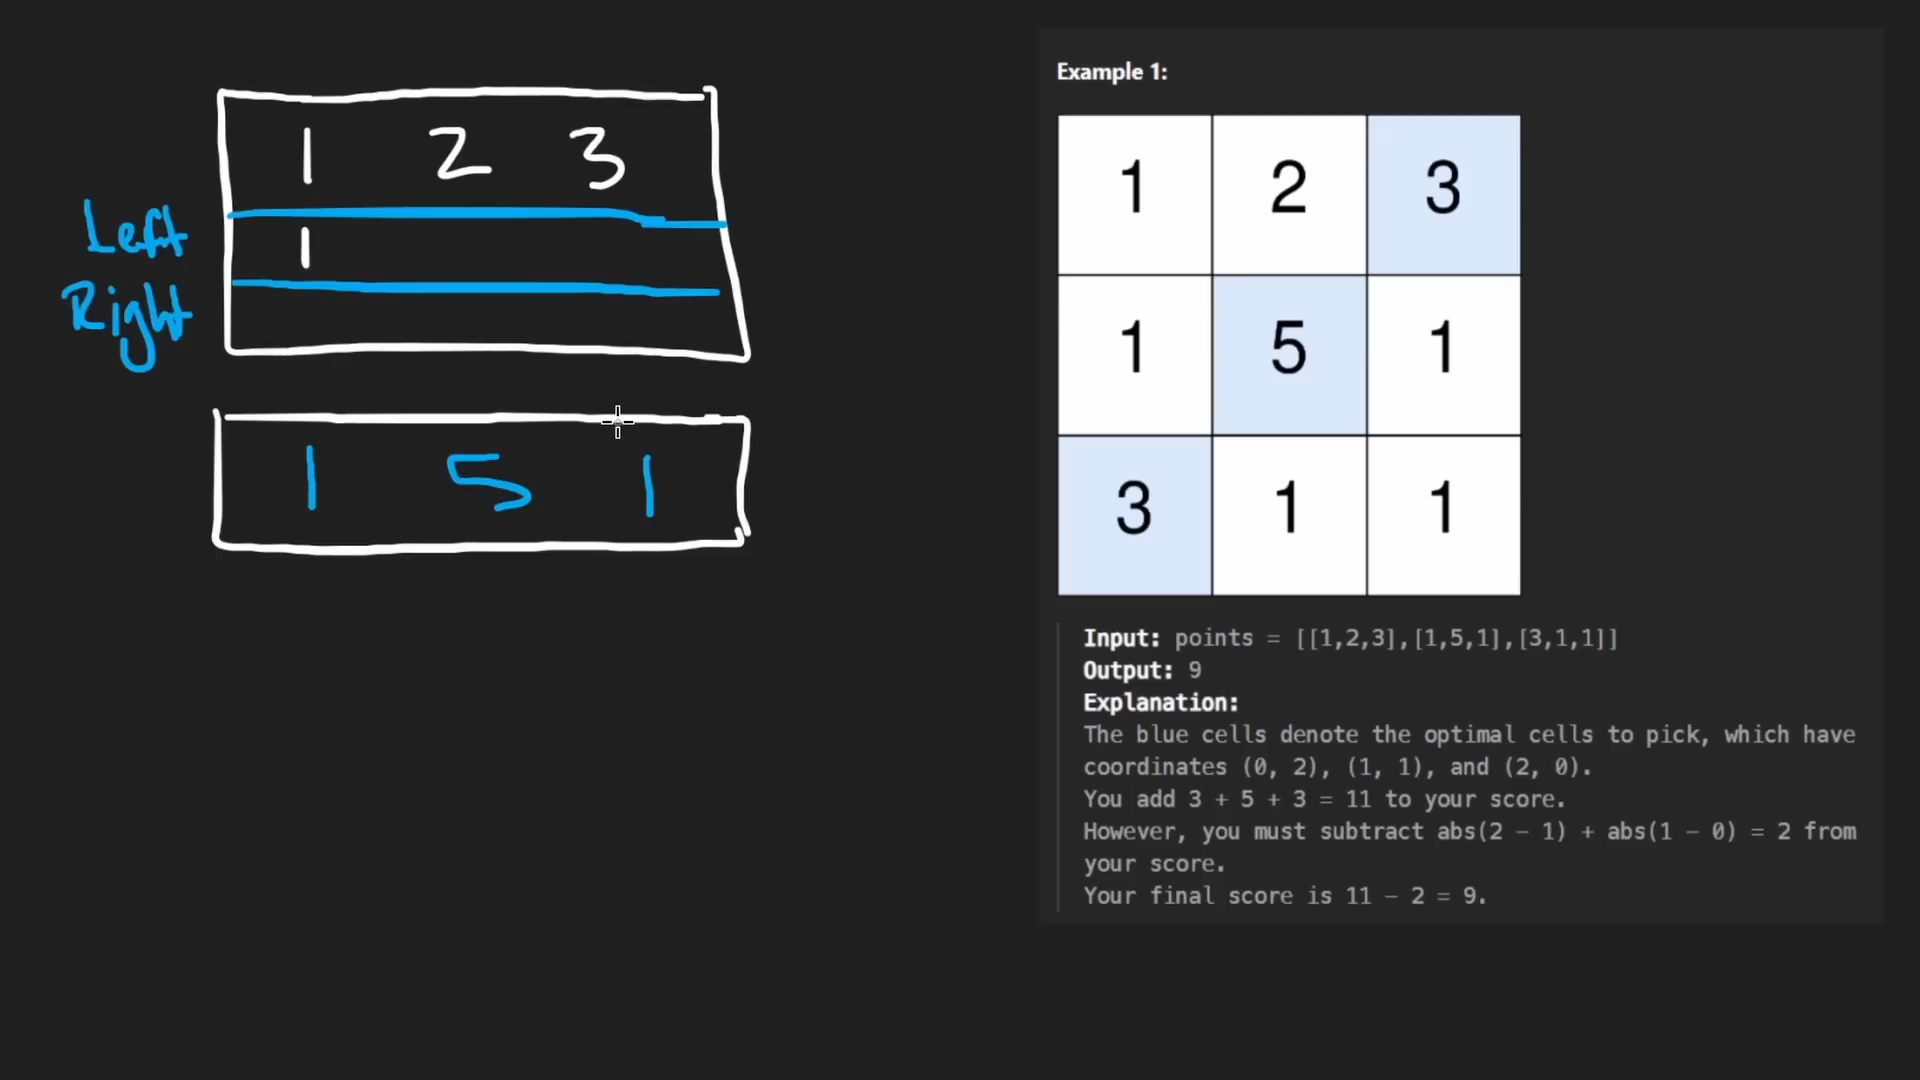 1 2 3
Left 1
Right
1 5 1
Example 1:
1 2 3
1 5 1
3 1 1
Input: points = [[1,2,3],[1,5,1],[3,1,1]]
Output: 9
Explanation:
The blue cells denote the optimal cells to pick, which have
coordinates (0, 2), (1, 1), and (2, 0).
You add 3 + 5 + 3 = 11 to your score.
However, you must subtract abs(2 - 1) + abs(1 - 0) = 2 from
your score.
Your final score is 11 - 2 = 9.